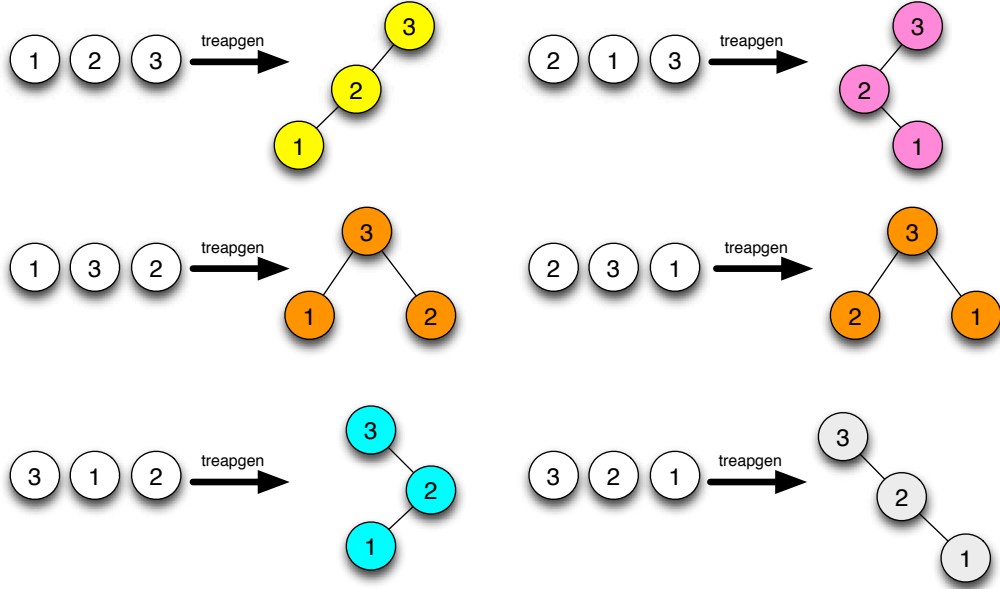 1 2 3 treapgen 3
2
1
2 1 3 treapgen 3
2
1
1 3 2 treapgen 3
1 2
2 3 1 treapgen 3
2 1
3 1 2 treapgen 3
2
1
3 2 1 treapgen 3
2
1